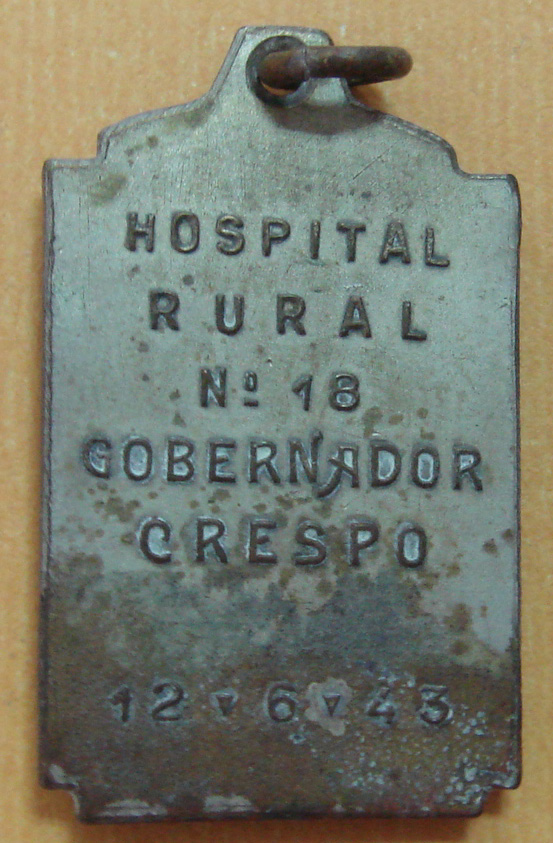 HOSPITAL
RURAL
Nº 18
GOBERNADOR
CRESPO
12 ▾ 6 ▾ 43